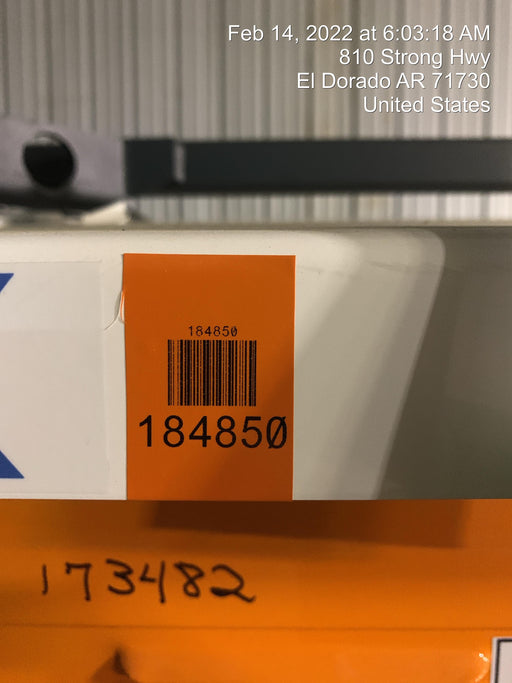 Feb 14, 2022 at 6:03:18 AM
810 Strong Hwy
El Dorado AR 71730
United States
184850
184850
173482